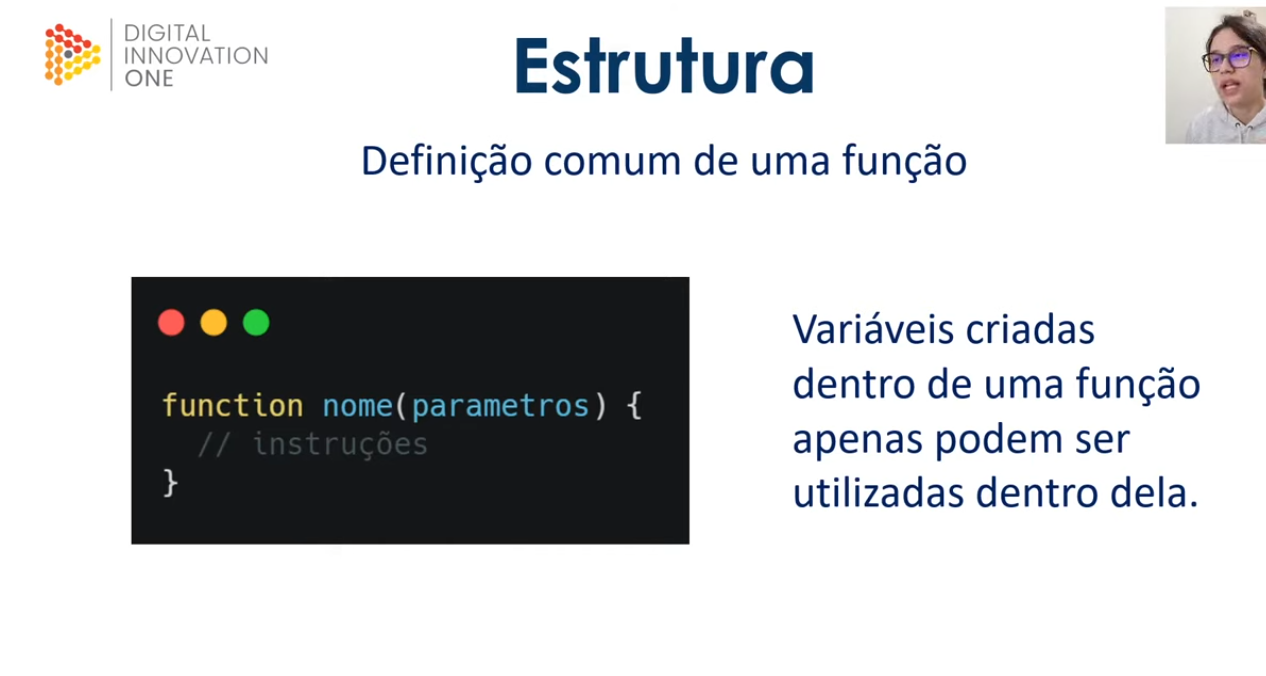 DIGITAL
INNOVATION
ONE
Estrutura
Definição comum de uma função
function nome(parametros) {
// instruções
}
Variáveis criadas
dentro de uma função
apenas podem ser
utilizadas dentro dela.